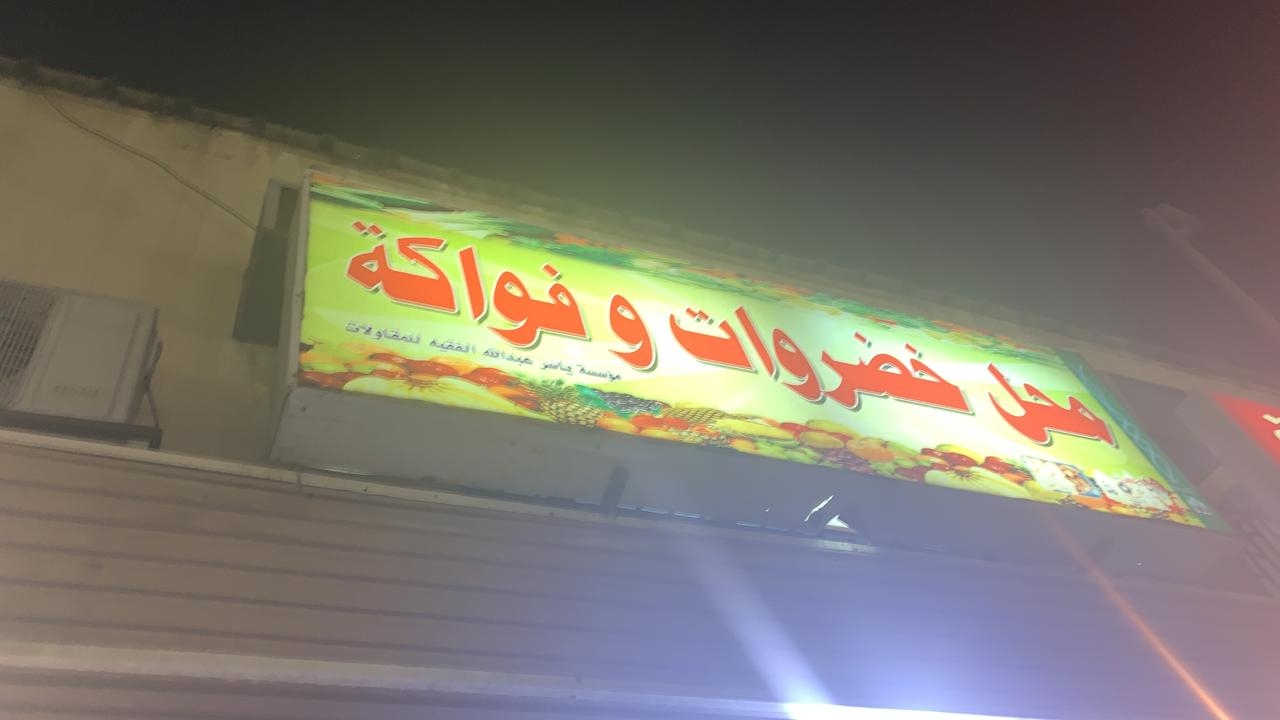 محل خضروات و فواكة
مؤسسة ياسر عبدالله الفقيه للمقاولات